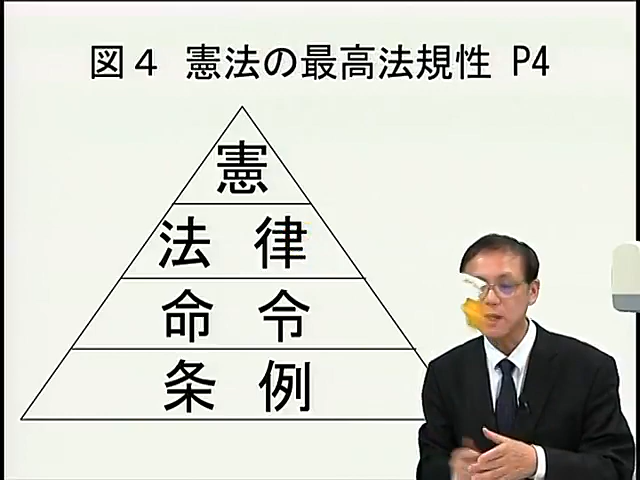 図４ 憲法の最高法規性 P4
憲
法 律
命 令
条 例